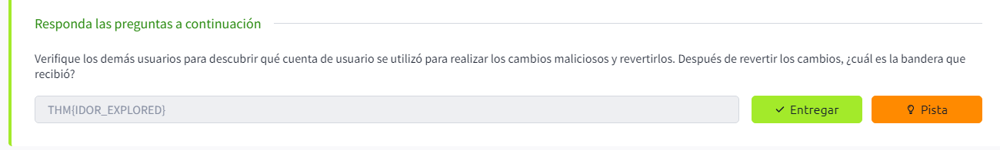 Responda las preguntas a continuación
Verifique los demás usuarios para descubrir qué cuenta de usuario se utilizó para realizar los cambios maliciosos y revertirlos. Después de revertir los cambios, ¿cuál es la bandera que
recibió?
THM{IDOR_EXPLORED}
Entregar
Pista